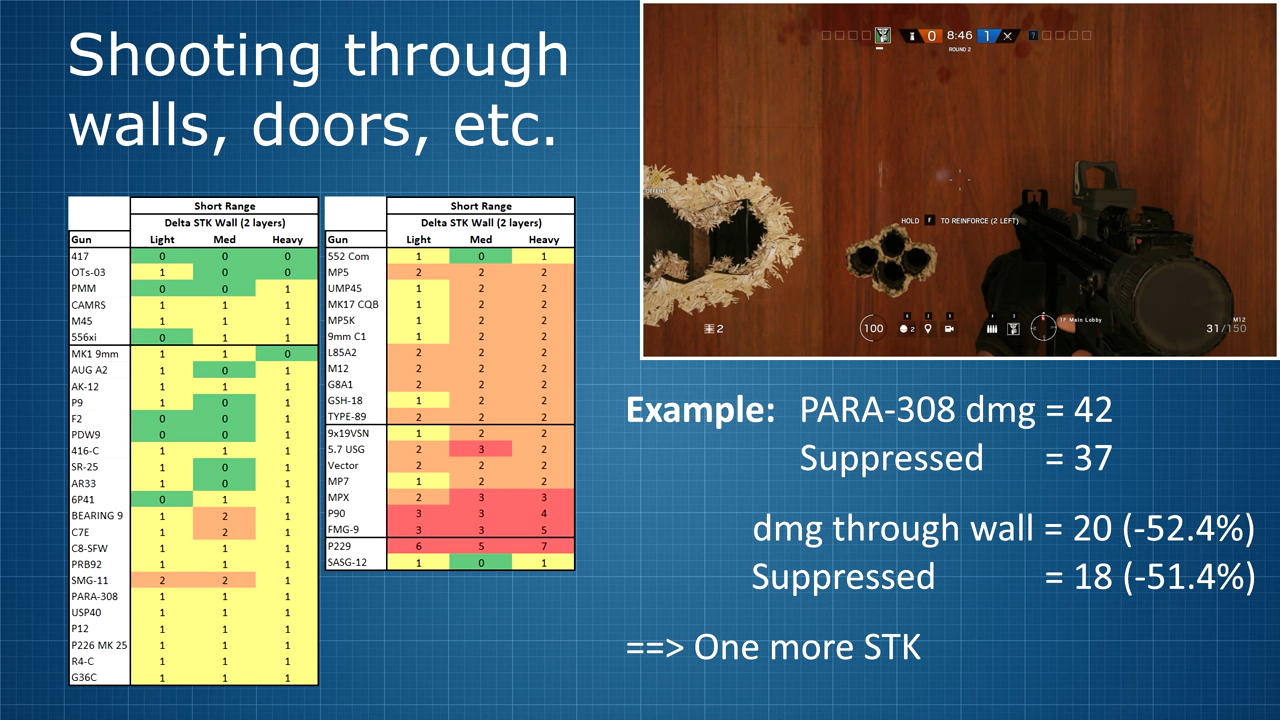 Shooting through
walls, doors, etc.
Short Range
Delta STK Wall (2 layers)
Gun Light Med Heavy
417 0 0 0
OTs-03 1 0 0
PMM 0 0 1
CAMRS 1 1 1
M45 1 1 1
556xi 0 1 1
MK1 9mm 1 1 0
AUG A2 1 0 1
AK-12 1 1 1
P9 1 0 1
F2 0 0 1
PDW9 0 0 1
416-C 1 1 1
SR-25 1 0 1
AR33 1 0 1
6P41 0 1 1
BEARING 9 1 2 1
C7E 1 2 1
C8-SFW 1 1 1
PRB92 1 1 1
SMG-11 2 2 1
PARA-308 1 1 1
USP40 1 1 1
P12 1 1 1
P226 MK 25 1 1 1
R4-C 1 1 1
G36C 1 1 1
Short Range
Delta STK Wall (2 layers)
Gun Light Med Heavy
552 Com 1 0 1
MP5 2 2 2
UMP45 1 2 2
MK17 CQB 1 2 2
MP5K 1 2 2
9mm C1 1 2 2
L85A2 2 2 2
M12 2 2 2
G8A1 2 2 2
GSH-18 1 2 2
TYPE-89 2 2 2
9x19VSN 1 2 2
5.7 USG 2 3 2
Vector 2 2 2
MP7 1 2 2
MPX 2 3 3
P90 3 3 4
FMG-9 3 3 5
P229 6 5 7
SASG-12 1 0 1
0 8:46 1
ROUND 2
DEFEND
HOLD F TO REINFORCE (2 LEFT)
2
100
2
1F Main Lobby
M12
31/150
Example: PARA-308 dmg = 42
Suppressed = 37
dmg through wall = 20 (-52.4%)
Suppressed = 18 (-51.4%)
==> One more STK